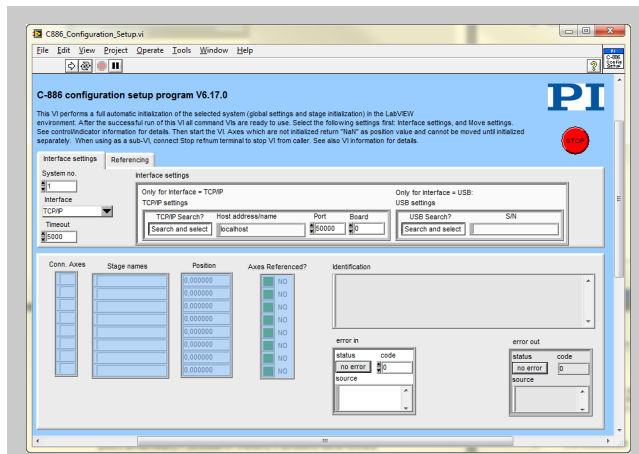 C886_Configuration_Setup.vi
File Edit View Project Operate Tools Window Help
PI
C-886
Config
Setup
C-886 configuration setup program V6.17.0
PI
This VI performs a full automatic initialization of the selected system (global settings and stage initialization) in the LabVIEW
environment. After the successful run of this VI all command VIs are ready to use. Select the following settings first: Interface settings, and Move settings.
See control/indicator information for details. Then start the VI. Axes which are not initialized return "NaN" as position value and cannot be moved until initialized
separately. When using as a sub-VI, connect Stop refnum terminal to stop VI from caller. See also VI information for details.
STOP
Interface settings Referencing
System no.
1
Interface
TCP/IP
Timeout
5000
Interface settings
Only for Interface = TCP/IP
TCP/IP settings
TCP/IP Search? Host address/name Port Board
Search and select localhost 50000 0
Only for Interface = USB:
USB settings
USB Search? S/N
Search and select
Conn. Axes Stage names Position Axes Referenced? Identification
0,000000 NO
0,000000 NO
0,000000 NO
0,000000 NO
0,000000 NO
0,000000 NO
0,000000 NO
0,000000 NO
error in
status code
no error 0
source
error out
status code
no error 0
source